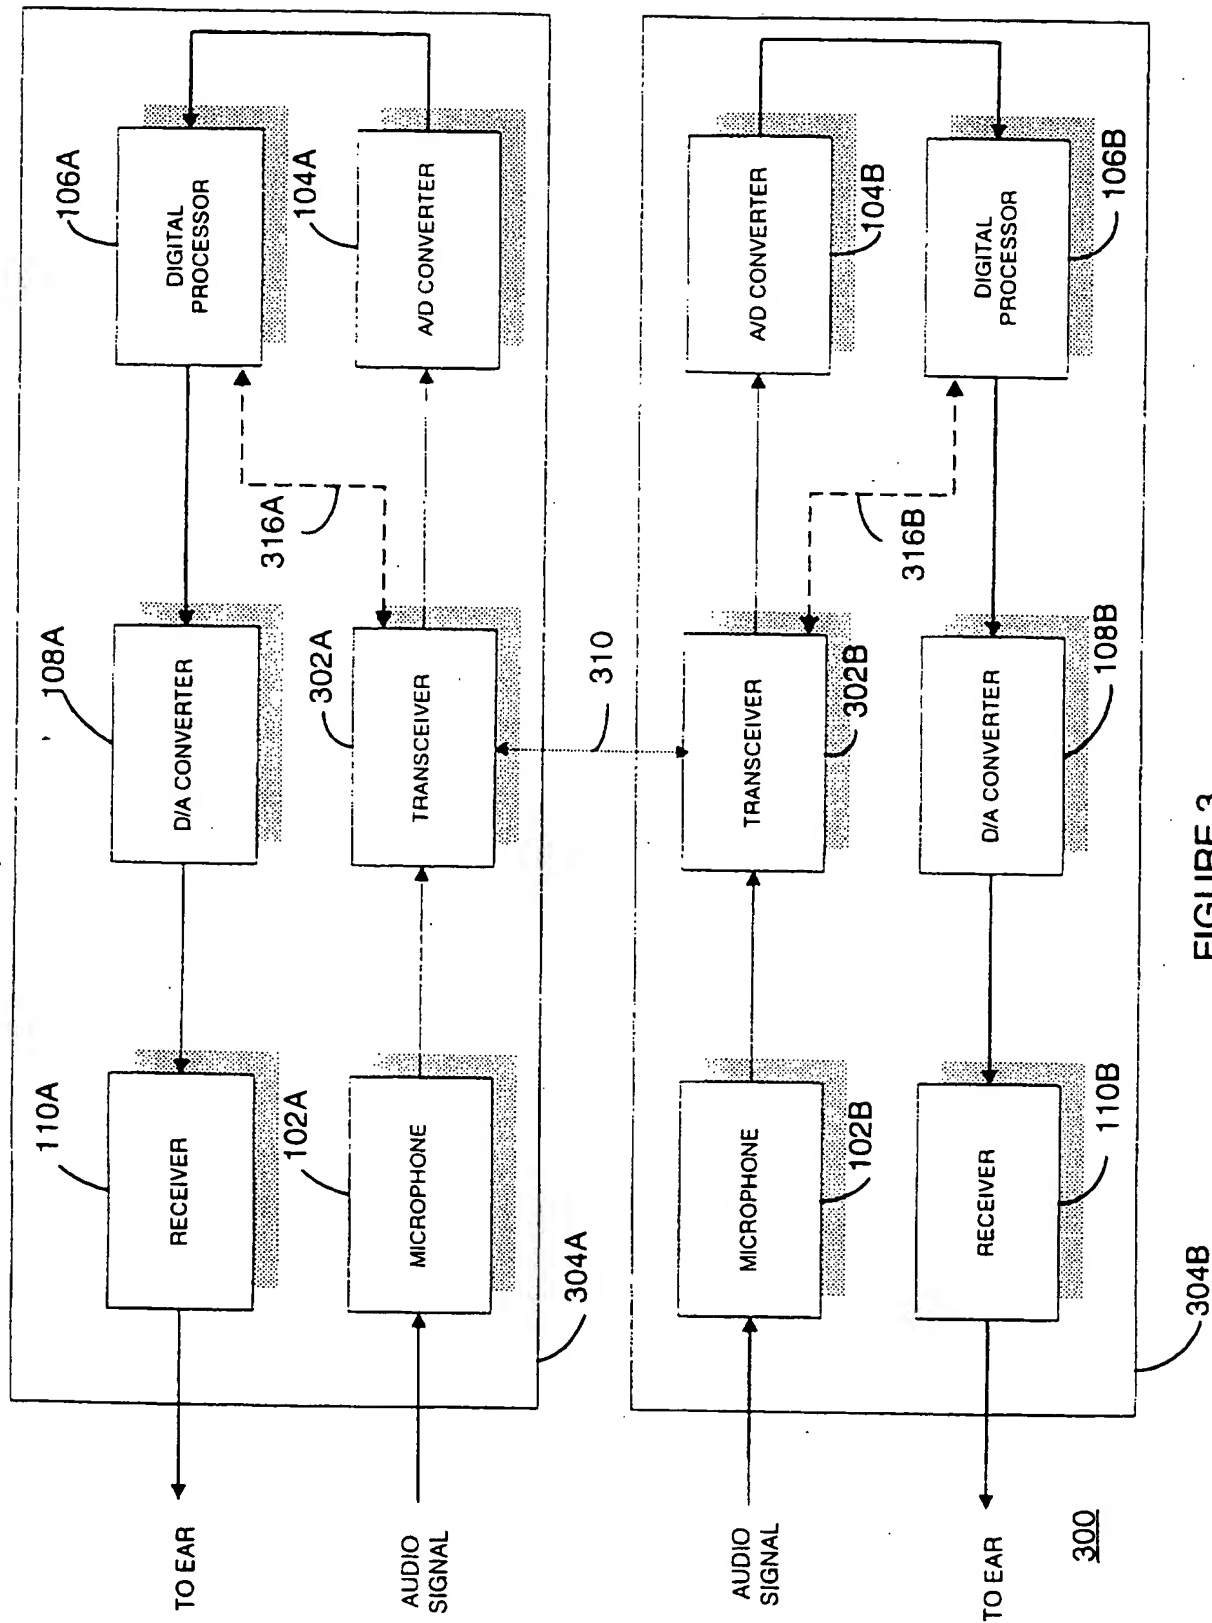 TO EAR
RECEIVER
110A
D/A CONVERTER
108A
DIGITAL
PROCESSOR
106A
AUDIO
SIGNAL
MICROPHONE
102A
TRANSCEIVER
302A
316A
A/D CONVERTER
104A
304A
310
AUDIO
SIGNAL
MICROPHONE
102B
TRANSCEIVER
302B
316B
A/D CONVERTER
104B
TO EAR
RECEIVER
110B
D/A CONVERTER
108B
DIGITAL
PROCESSOR
106B
304B
300
FIGURE 3